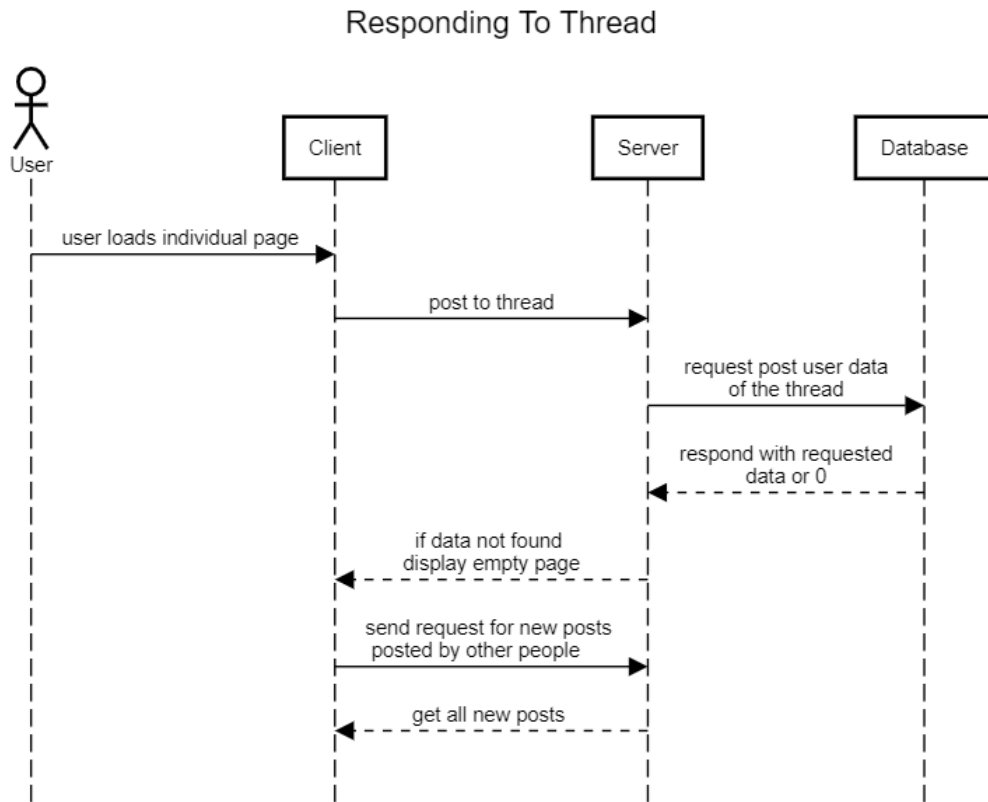 Responding To Thread
User
Client
Server
Database
user loads individual page
post to thread
request post user data
of the thread
respond with requested
data or 0
if data not found
display empty page
send request for new posts
posted by other people
get all new posts